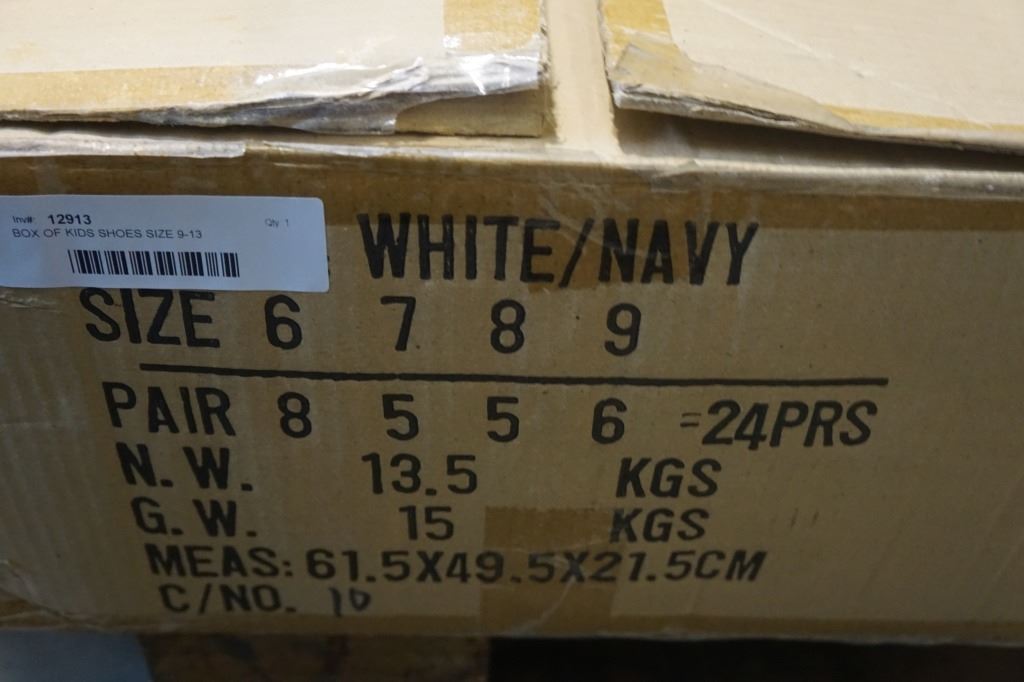 Inv#: 12913 Qty 1
BOX OF KIDS SHOES SIZE 9-13
WHITE/NAVY
SIZE 6 7 8 9
PAIR 8 5 5 6 =24PRS
N.W. 13.5 KGS
G.W. 15 KGS
MEAS: 61.5X49.5X21.5CM
C/NO. 10